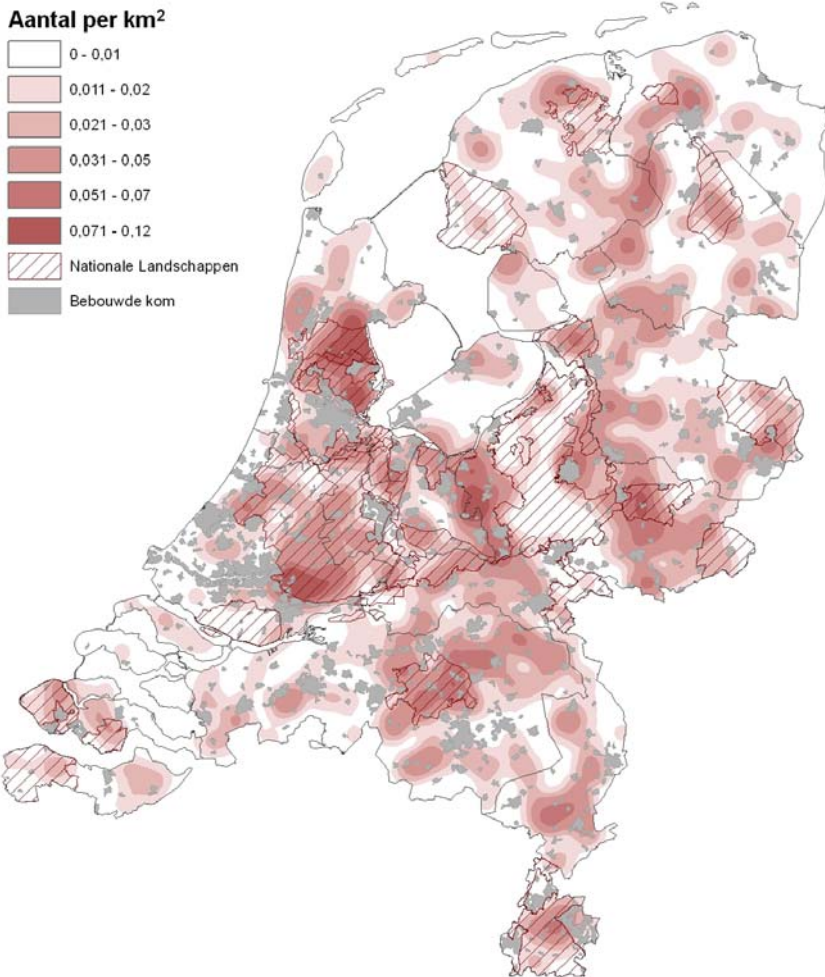 Aantal per km²
0 - 0,01
0,011 - 0,02
0,021 - 0,03
0,031 - 0,05
0,051 - 0,07
0,071 - 0,12
Nationale Landschappen
Bebouwde kom